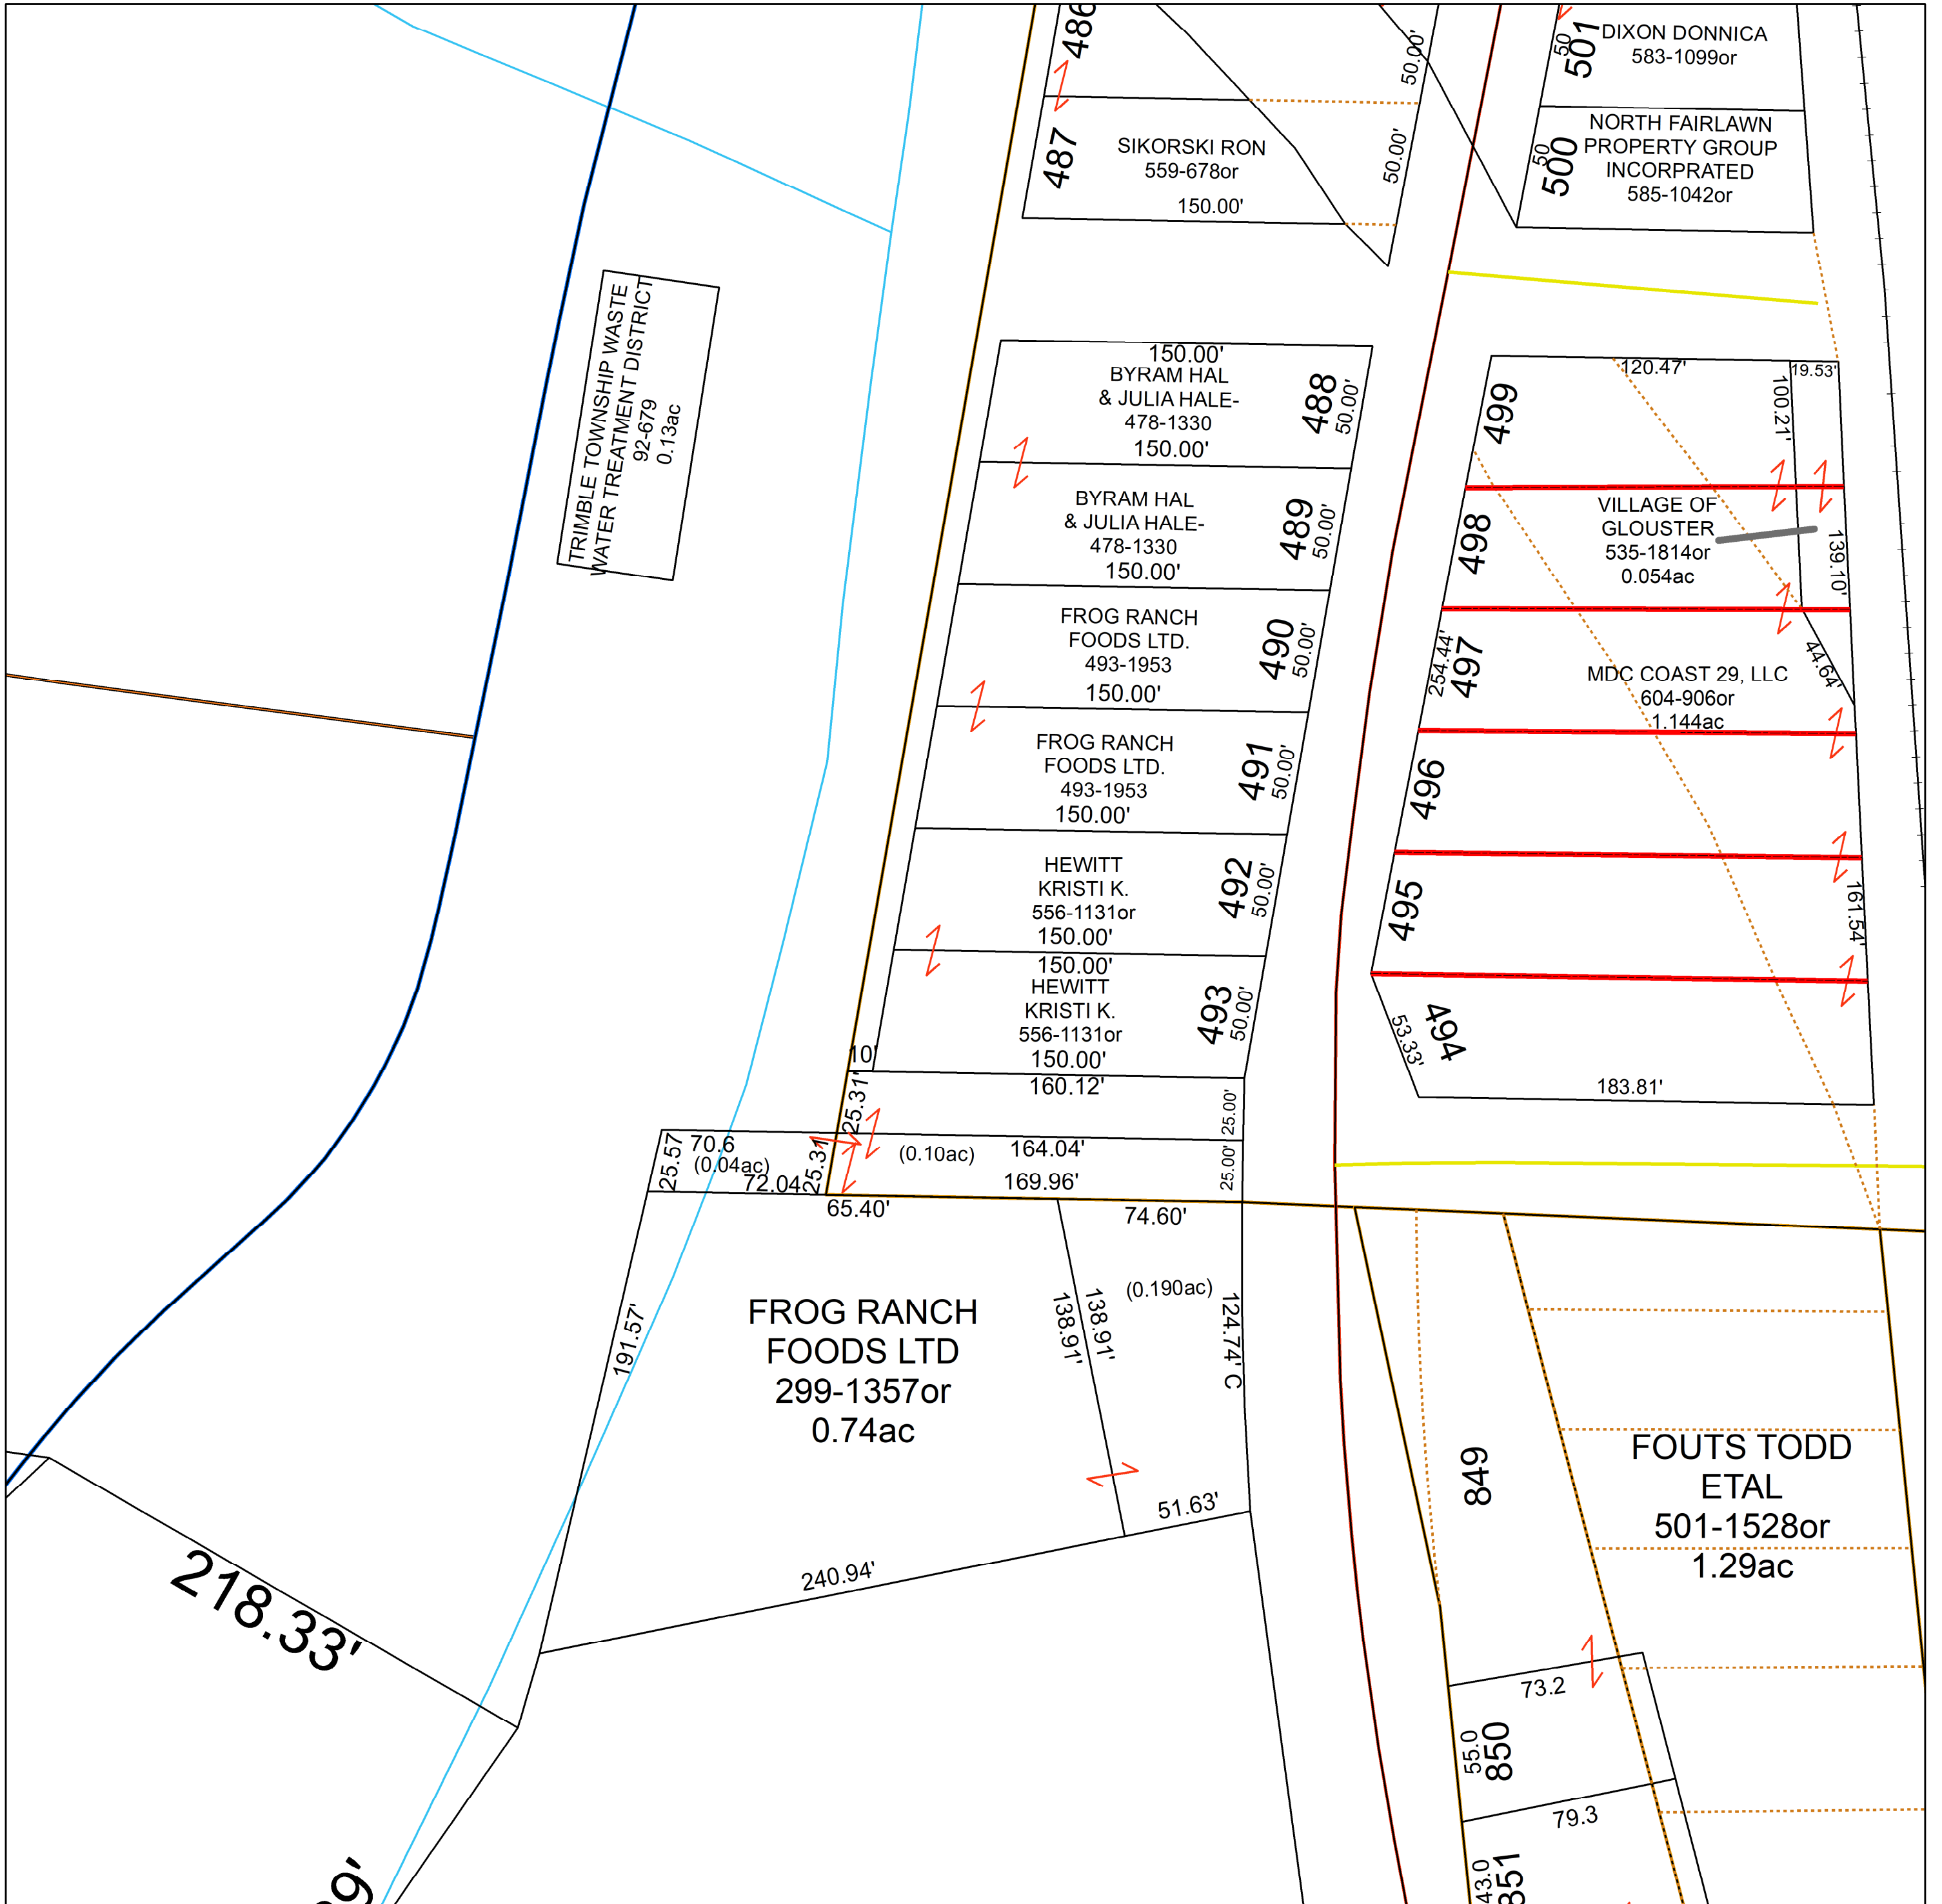 486
50.00'
50
501
DIXON DONNICA
583-1099or
487
SIKORSKI RON
559-678or
150.00'
50.00'
50
500
NORTH FAIRLAWN
PROPERTY GROUP
INCORPRATED
585-1042or
TRIMBLE TOWNSHIP WASTE
WATER TREATMENT DISTRICT
92-679
0.13ac
150.00'
BYRAM HAL
& JULIA HALE-
478-1330
150.00'
488
50.00'
BYRAM HAL
& JULIA HALE-
478-1330
150.00'
489
50.00'
FROG RANCH
FOODS LTD.
493-1953
150.00'
490
50.00'
FROG RANCH
FOODS LTD.
493-1953
150.00'
491
50.00'
HEWITT
KRISTI K.
556-1131or
150.00'
492
50.00'
150.00'
HEWITT
KRISTI K.
556-1131or
150.00'
493
50.00'
10'
120.47'
19.53'
499
100.21'
498
VILLAGE OF
GLOUSTER
535-1814or
0.054ac
139.10'
254.44'
497
44.64'
MDC COAST 29, LLC
604-906or
1.144ac
496
495
161.54'
494
53.33'
183.81'
160.12'
25.31'
25.00'
25.57
70.6
(0.04ac)
72.04
25.31'
(0.10ac)
164.04'
169.96'
25.00'
65.40'
74.60'
191.57'
FROG RANCH
FOODS LTD
299-1357or
0.74ac
138.91'
138.91'
(0.190ac)
124.74' C
51.63'
240.94'
218.33'
9'
849
FOUTS TODD
ETAL
501-1528or
1.29ac
73.2
55.0
850
79.3
43.0
851